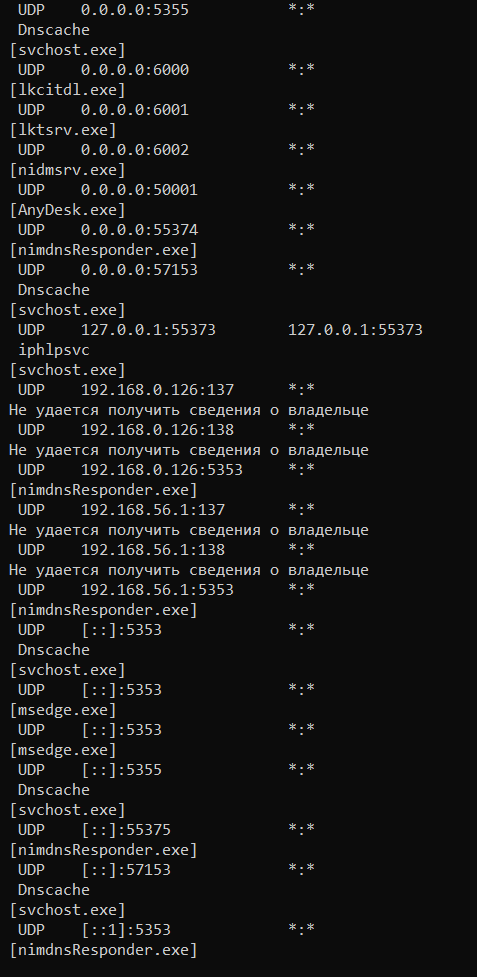 UDP    0.0.0.0:5355           *:*
Dnscache
[svchost.exe]
UDP    0.0.0.0:6000           *:*
[lkcitdl.exe]
UDP    0.0.0.0:6001           *:*
[lktsrv.exe]
UDP    0.0.0.0:6002           *:*
[nidmsrv.exe]
UDP    0.0.0.0:50001          *:*
[AnyDesk.exe]
UDP    0.0.0.0:55374          *:*
[nimdnsResponder.exe]
UDP    0.0.0.0:57153          *:*
Dnscache
[svchost.exe]
UDP    127.0.0.1:55373        127.0.0.1:55373
iphlpsvc
[svchost.exe]
UDP    192.168.0.126:137      *:*
Не удается получить сведения о владельце
UDP    192.168.0.126:138      *:*
Не удается получить сведения о владельце
UDP    192.168.0.126:5353     *:*
[nimdnsResponder.exe]
UDP    192.168.56.1:137       *:*
Не удается получить сведения о владельце
UDP    192.168.56.1:138       *:*
Не удается получить сведения о владельце
UDP    192.168.56.1:5353      *:*
[nimdnsResponder.exe]
UDP    [::]:5353              *:*
Dnscache
[svchost.exe]
UDP    [::]:5353              *:*
[msedge.exe]
UDP    [::]:5353              *:*
[msedge.exe]
UDP    [::]:5355              *:*
Dnscache
[svchost.exe]
UDP    [::]:55375             *:*
[nimdnsResponder.exe]
UDP    [::]:57153             *:*
Dnscache
[svchost.exe]
UDP    [::1]:5353             *:*
[nimdnsResponder.exe]